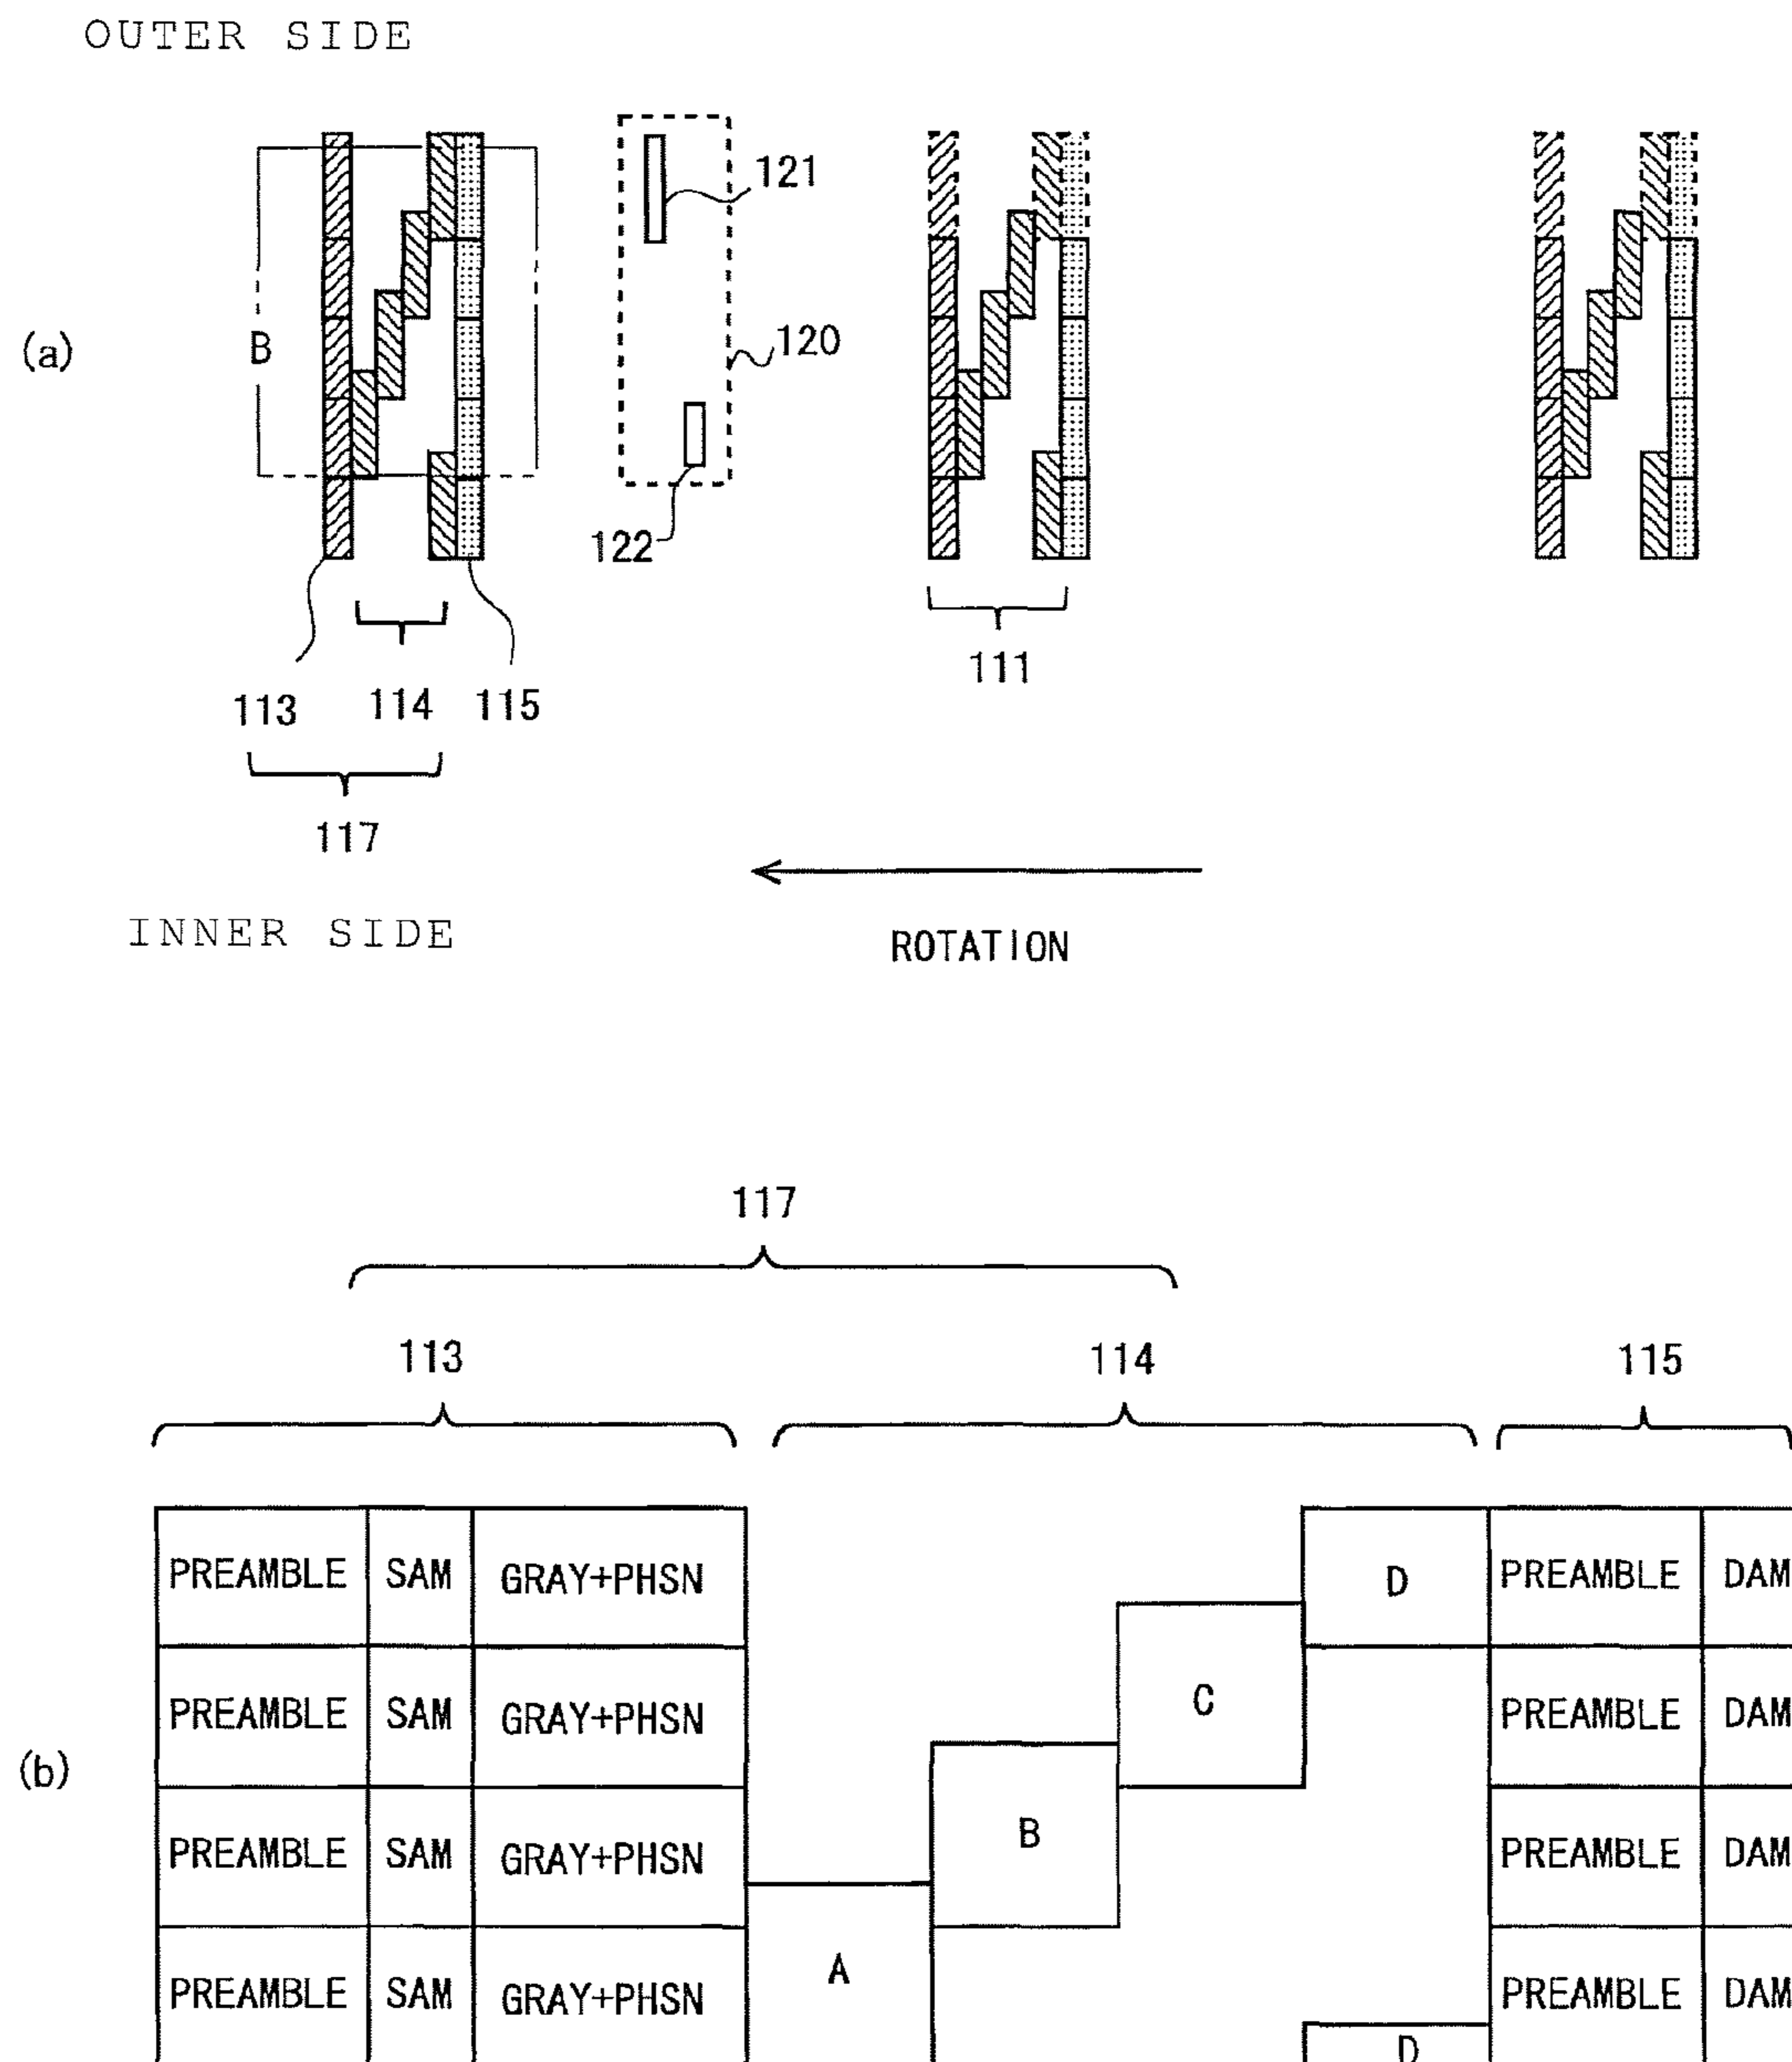 OUTER SIDE
121
B
(a)
120
122
111
113 114 115
117
INNER SIDE
ROTATION
117
113 114 115
PREAMBLE SAM GRAY+PHSN D PREAMBLE DAM
PREAMBLE SAM GRAY+PHSN C PREAMBLE DAM
(b)
PREAMBLE SAM GRAY+PHSN B PREAMBLE DAM
PREAMBLE SAM GRAY+PHSN A PREAMBLE DAM
D